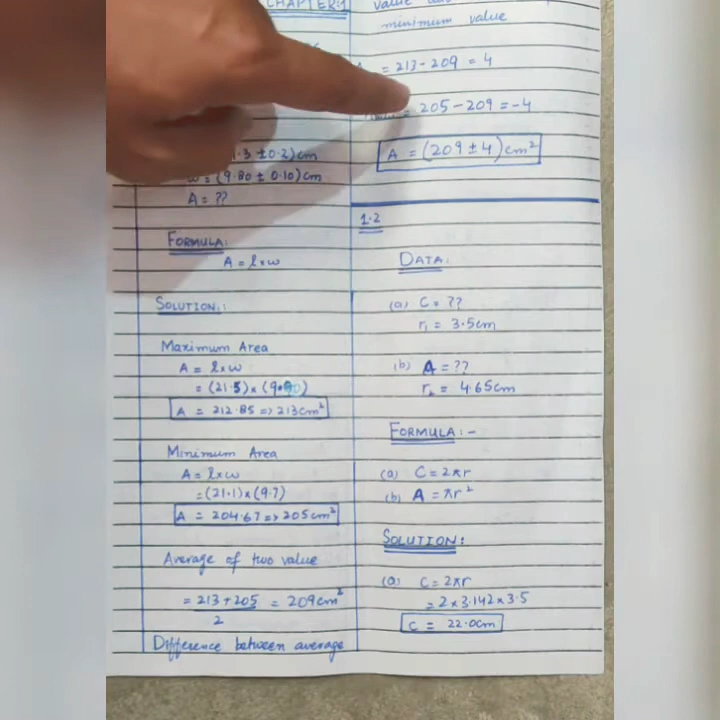 CHAPTER:1
1.3 ±0.2)cm
w = (9.80 ± 0.10)cm
A = ??
FORMULA:
A = l×w
SOLUTION::
Maximum Area
A = l×w
= (21.5) × (9.90)
A = 212.85 => 213cm²
Minimum Area
A = l×w
= (21.1)×(9.7)
A = 204.67 => 205cm²
Average of two value
= 213 + 205 = 209cm²
2
Difference between average
value
minimum value
= 213 - 209 = 4
= 205 - 209 = -4
A = (209 ± 4)cm²
1.2
DATA:
(a) C = ??
r₁ = 3.5cm
(b) A = ??
r₂ = 4.65cm
FORMULA:-
(a) C = 2πr
(b) A = πr²
SOLUTION:
(a) C = 2πr
= 2×3.142×3.5
C = 22.0cm